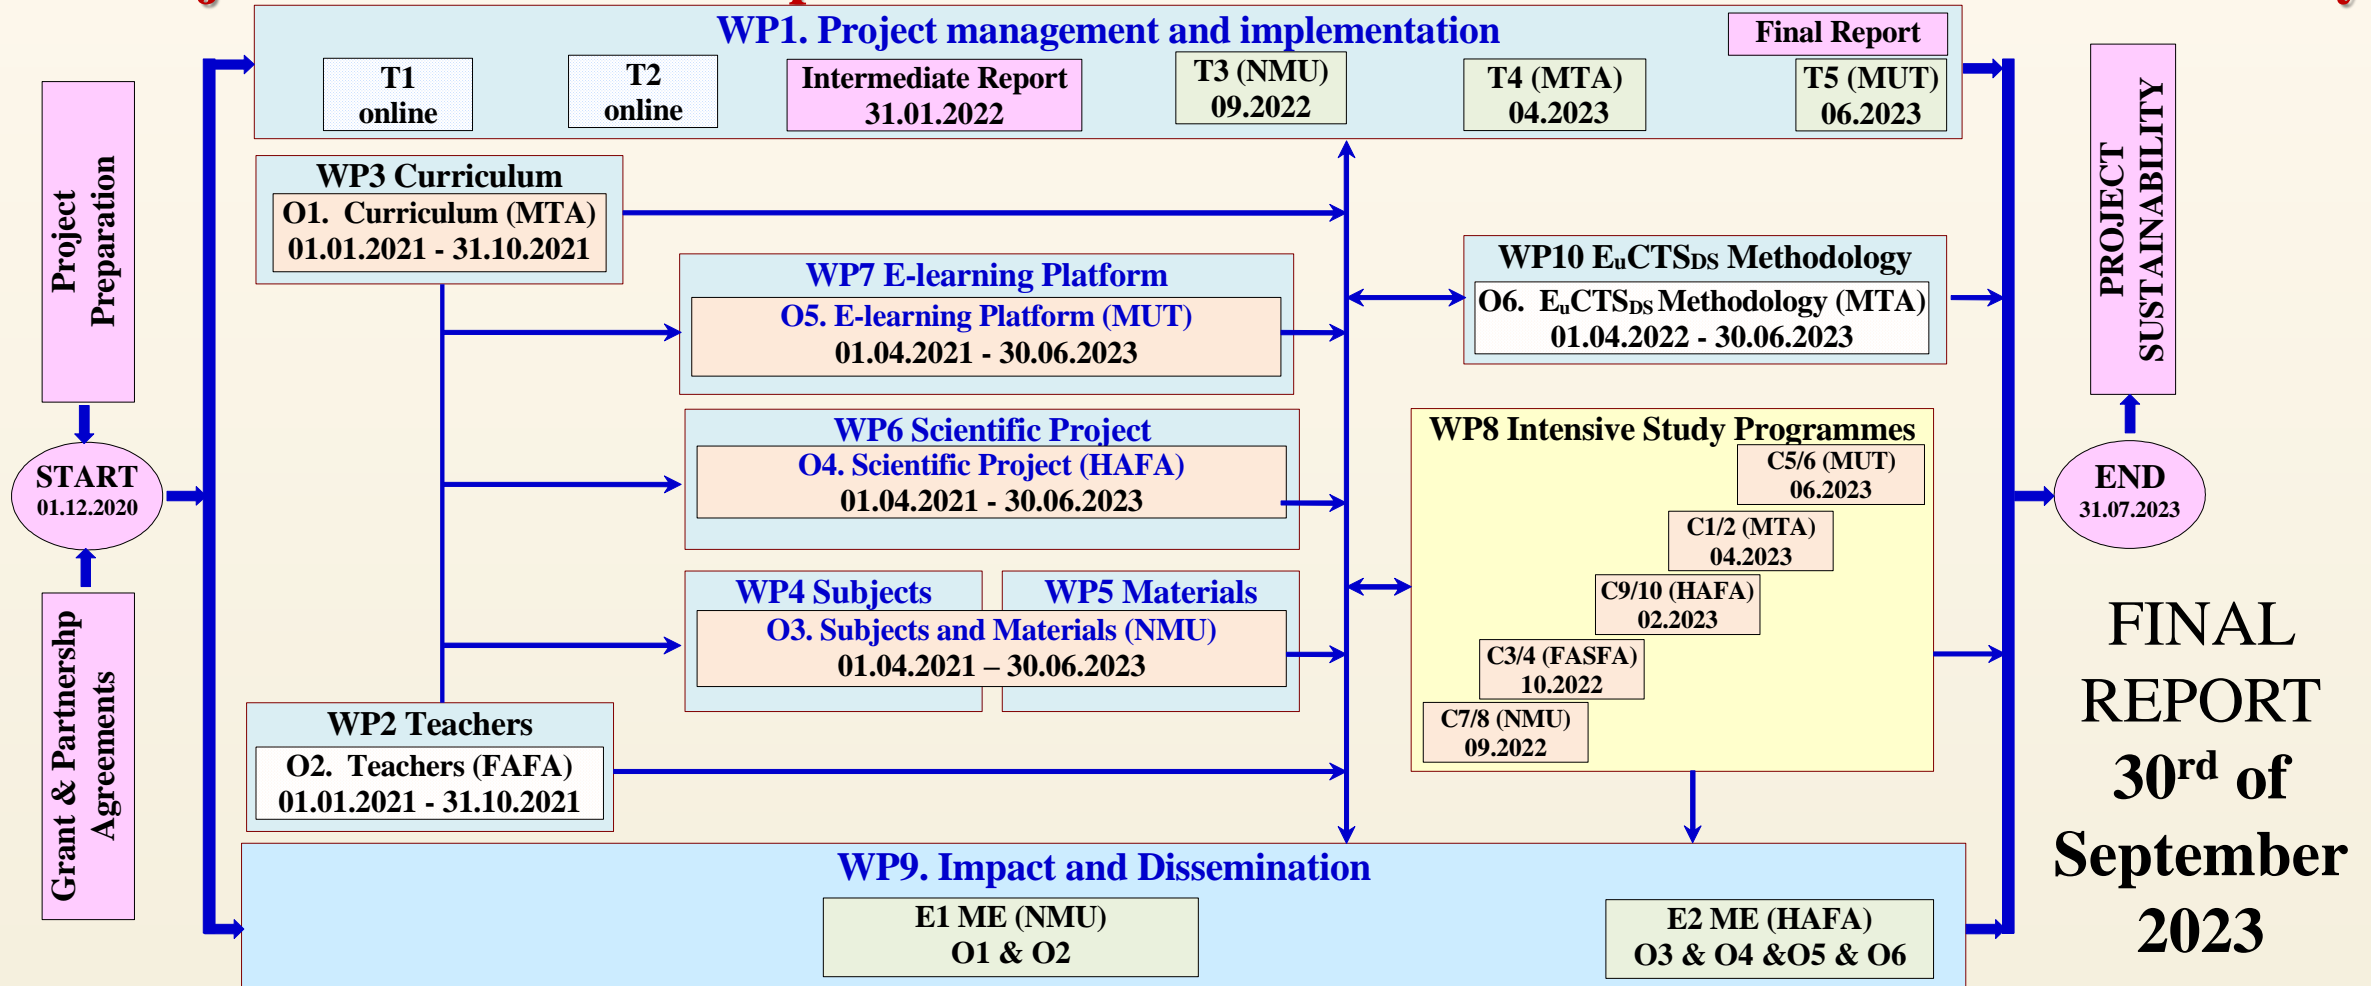 WP1. Project management and implementation
Final Report
T1
online
T2
online
Intermediate Report
31.01.2022
T3 (NMU)
09.2022
T4 (MTA)
04.2023
T5 (MUT)
06.2023
Project
Preparation
START
01.12.2020
Grant & Partnershp
Agreements
WP3 Curriculum
O1. Curriculum (MTA)
01.01.2021 - 31.10.2021
WP7 E-learning Platform
O5. E-learning Platform (MUT)
01.04.2021 - 30.06.2023
WP6 Scientific Project
O4. Scientific Project (HAFA)
01.04.2021 - 30.06.2023
WP4 Subjects
WP5 Materials
O3. Subjects and Materials (NMU)
01.04.2021 – 30.06.2023
WP2 Teachers
O2. Teachers (FAFA)
01.01.2021 - 31.10.2021
WP10 EuCTSDS Methodology
O6. EuCTSDS Methodology (MTA)
01.04.2022 - 30.06.2023
WP8 Intensive Study Programmes
C5/6 (MUT)
06.2023
C1/2 (MTA)
04.2023
C9/10 (HAFA)
02.2023
C3/4 (FASFA)
10.2022
C7/8 (NMU)
09.2022
WP9. Impact and Dissemination
E1 ME (NMU)
O1 & O2
E2 ME (HAFA)
O3 & O4 &O5 & O6
PROJECT
SUSTAINABILITY
END
31.07.2023
FINAL
REPORT
30rd of
September
2023